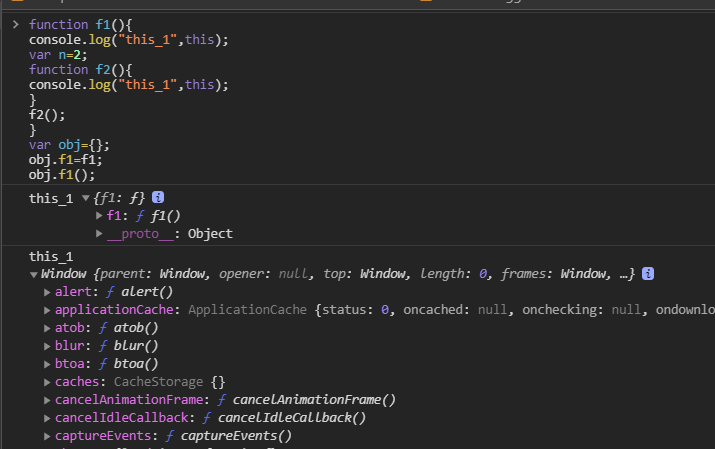 function f1(){
console.log("this_1",this);
var n=2;
function f2(){
console.log("this_1",this);
}
f2();
}
var obj={};
obj.f1=f1;
obj.f1();
this_1 {f1: ƒ}
f1: ƒ f1()
__proto__: Object
this_1
Window {parent: Window, opener: null, top: Window, length: 0, frames: Window, …}
alert: ƒ alert()
applicationCache: ApplicationCache {status: 0, oncached: null, onchecking: null, ondownlo
atob: ƒ atob()
blur: ƒ blur()
btoa: ƒ btoa()
caches: CacheStorage {}
cancelAnimationFrame: ƒ cancelAnimationFrame()
cancelIdleCallback: ƒ cancelIdleCallback()
captureEvents: ƒ captureEvents()